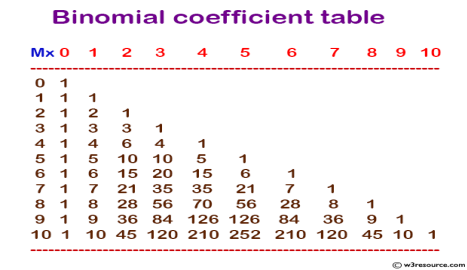 Binomial coefficient table
Mx 0 1 2 3 4 5 6 7 8 9 10
0 1
1 1 1
2 1 2 1
3 1 3 3 1
4 1 4 6 4 1
5 1 5 10 10 5 1
6 1 6 15 20 15 6 1
7 1 7 21 35 35 21 7 1
8 1 8 28 56 70 56 28 8 1
9 1 9 36 84 126 126 84 36 9 1
10 1 10 45 120 210 252 210 120 45 10 1
© w3resource.com